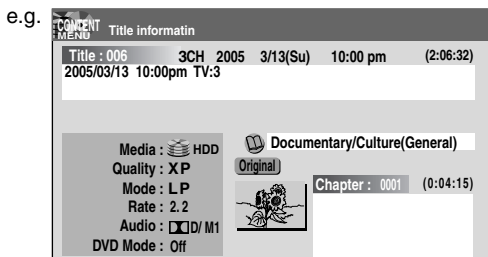 e.g.
CONTENT MENU Title informatin
Title : 006 3CH 2005 3/13(Su) 10:00 pm (2:06:32)
2005/03/13 10:00pm TV:3
Media : HDD
Documentary/Culture(General)
Quality : XP
Original
Mode : LP
Chapter : 0001 (0:04:15)
Rate : 2.2
Audio : D/M1
DVD Mode : Off